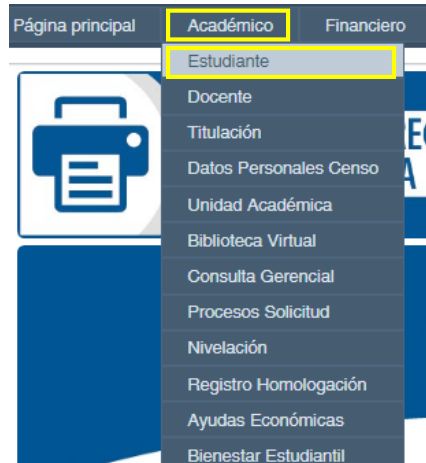 Página principal Académico Financiero
Estudiante
Docente
Titulación
Datos Personales Censo
Unidad Académica
Biblioteca Virtual
Consulta Gerencial
Procesos Solicitud
Nivelación
Registro Homologación
Ayudas Económicas
Bienestar Estudiantil